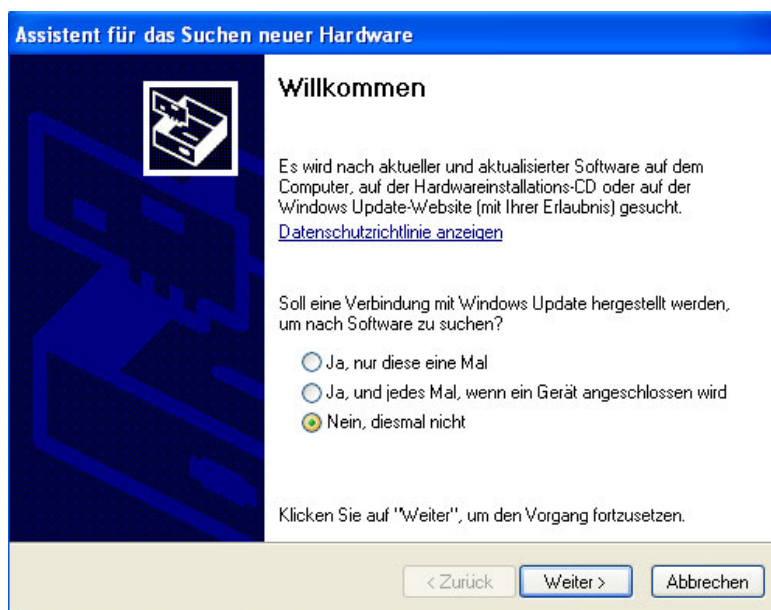 Assistent für das Suchen neuer Hardware
Willkommen
Es wird nach aktueller und aktualisierter Software auf dem
Computer, auf der Hardwareinstallations-CD oder auf der
Windows Update-Website (mit Ihrer Erlaubnis) gesucht.
Datenschutzrichtlinie anzeigen
Soll eine Verbindung mit Windows Update hergestellt werden,
um nach Software zu suchen?
Ja, nur diese eine Mal
Ja, und jedes Mal, wenn ein Gerät angeschlossen wird
Nein, diesmal nicht
Klicken Sie auf "Weiter", um den Vorgang fortzusetzen.
< Zurück Weiter > Abbrechen